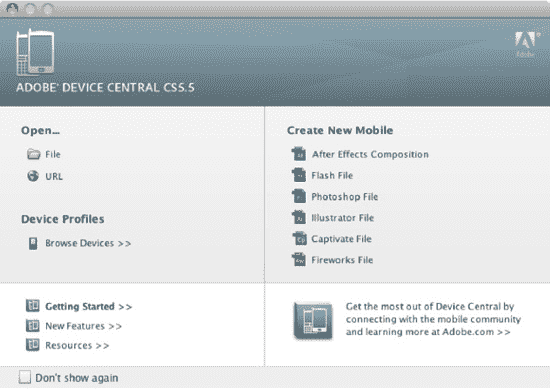 Adobe
ADOBE® DEVICE CENTRAL CS5.5
Open...
File
URL
Device Profiles
Browse Devices >>
Create New Mobile
After Effects Composition
Flash File
Photoshop File
Illustrator File
Captivate File
Fireworks File
Getting Started >>
New Features >>
Resources >>
Get the most out of Device Central by
connecting with the mobile community
and learning more at Adobe.com >>
Don't show again